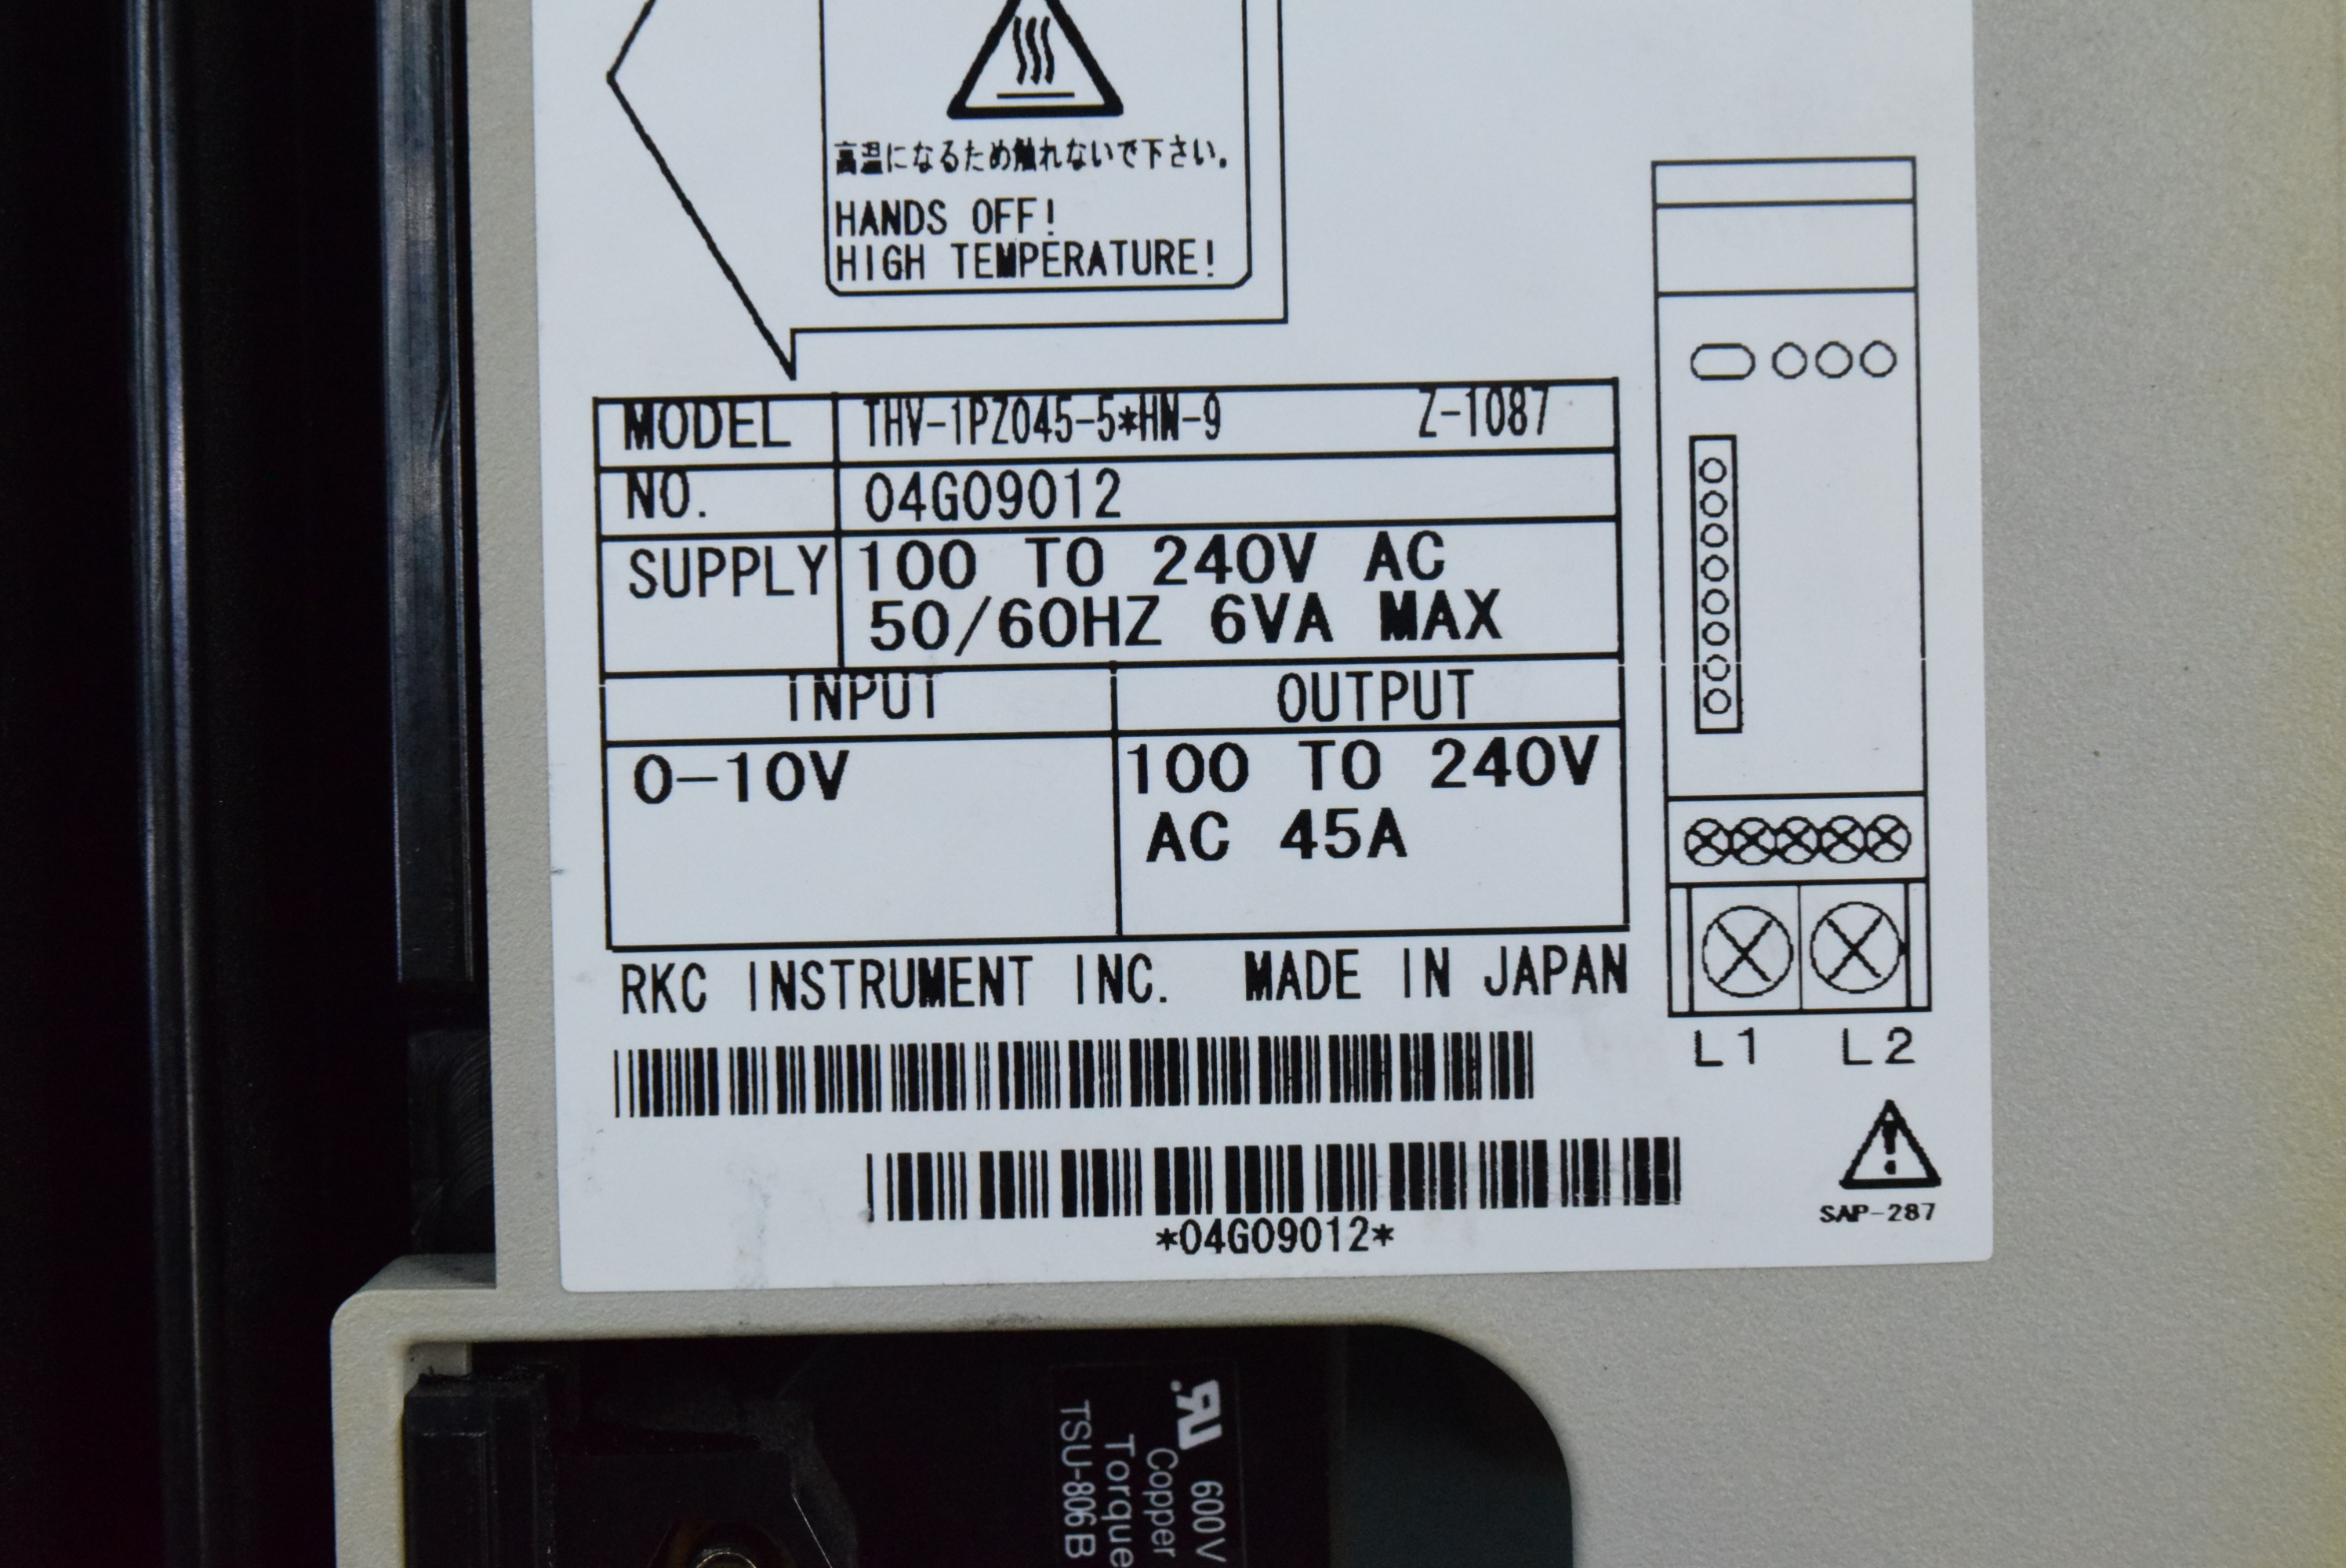 高温になるため触れないで下さい。
HANDS OFF!
HIGH TEMPERATURE!
MODEL THV-1PZ045-5*HN-9 Z-1087
NO. 04G09012
SUPPLY 100 TO 240V AC
50/60HZ 6VA MAX
INPUT OUTPUT
0-10V 100 TO 240V
AC 45A
RKC INSTRUMENT INC. MADE IN JAPAN
L1 L2
*04G09012*
SAP-287
600V
Copper
Torque
TSU-806B